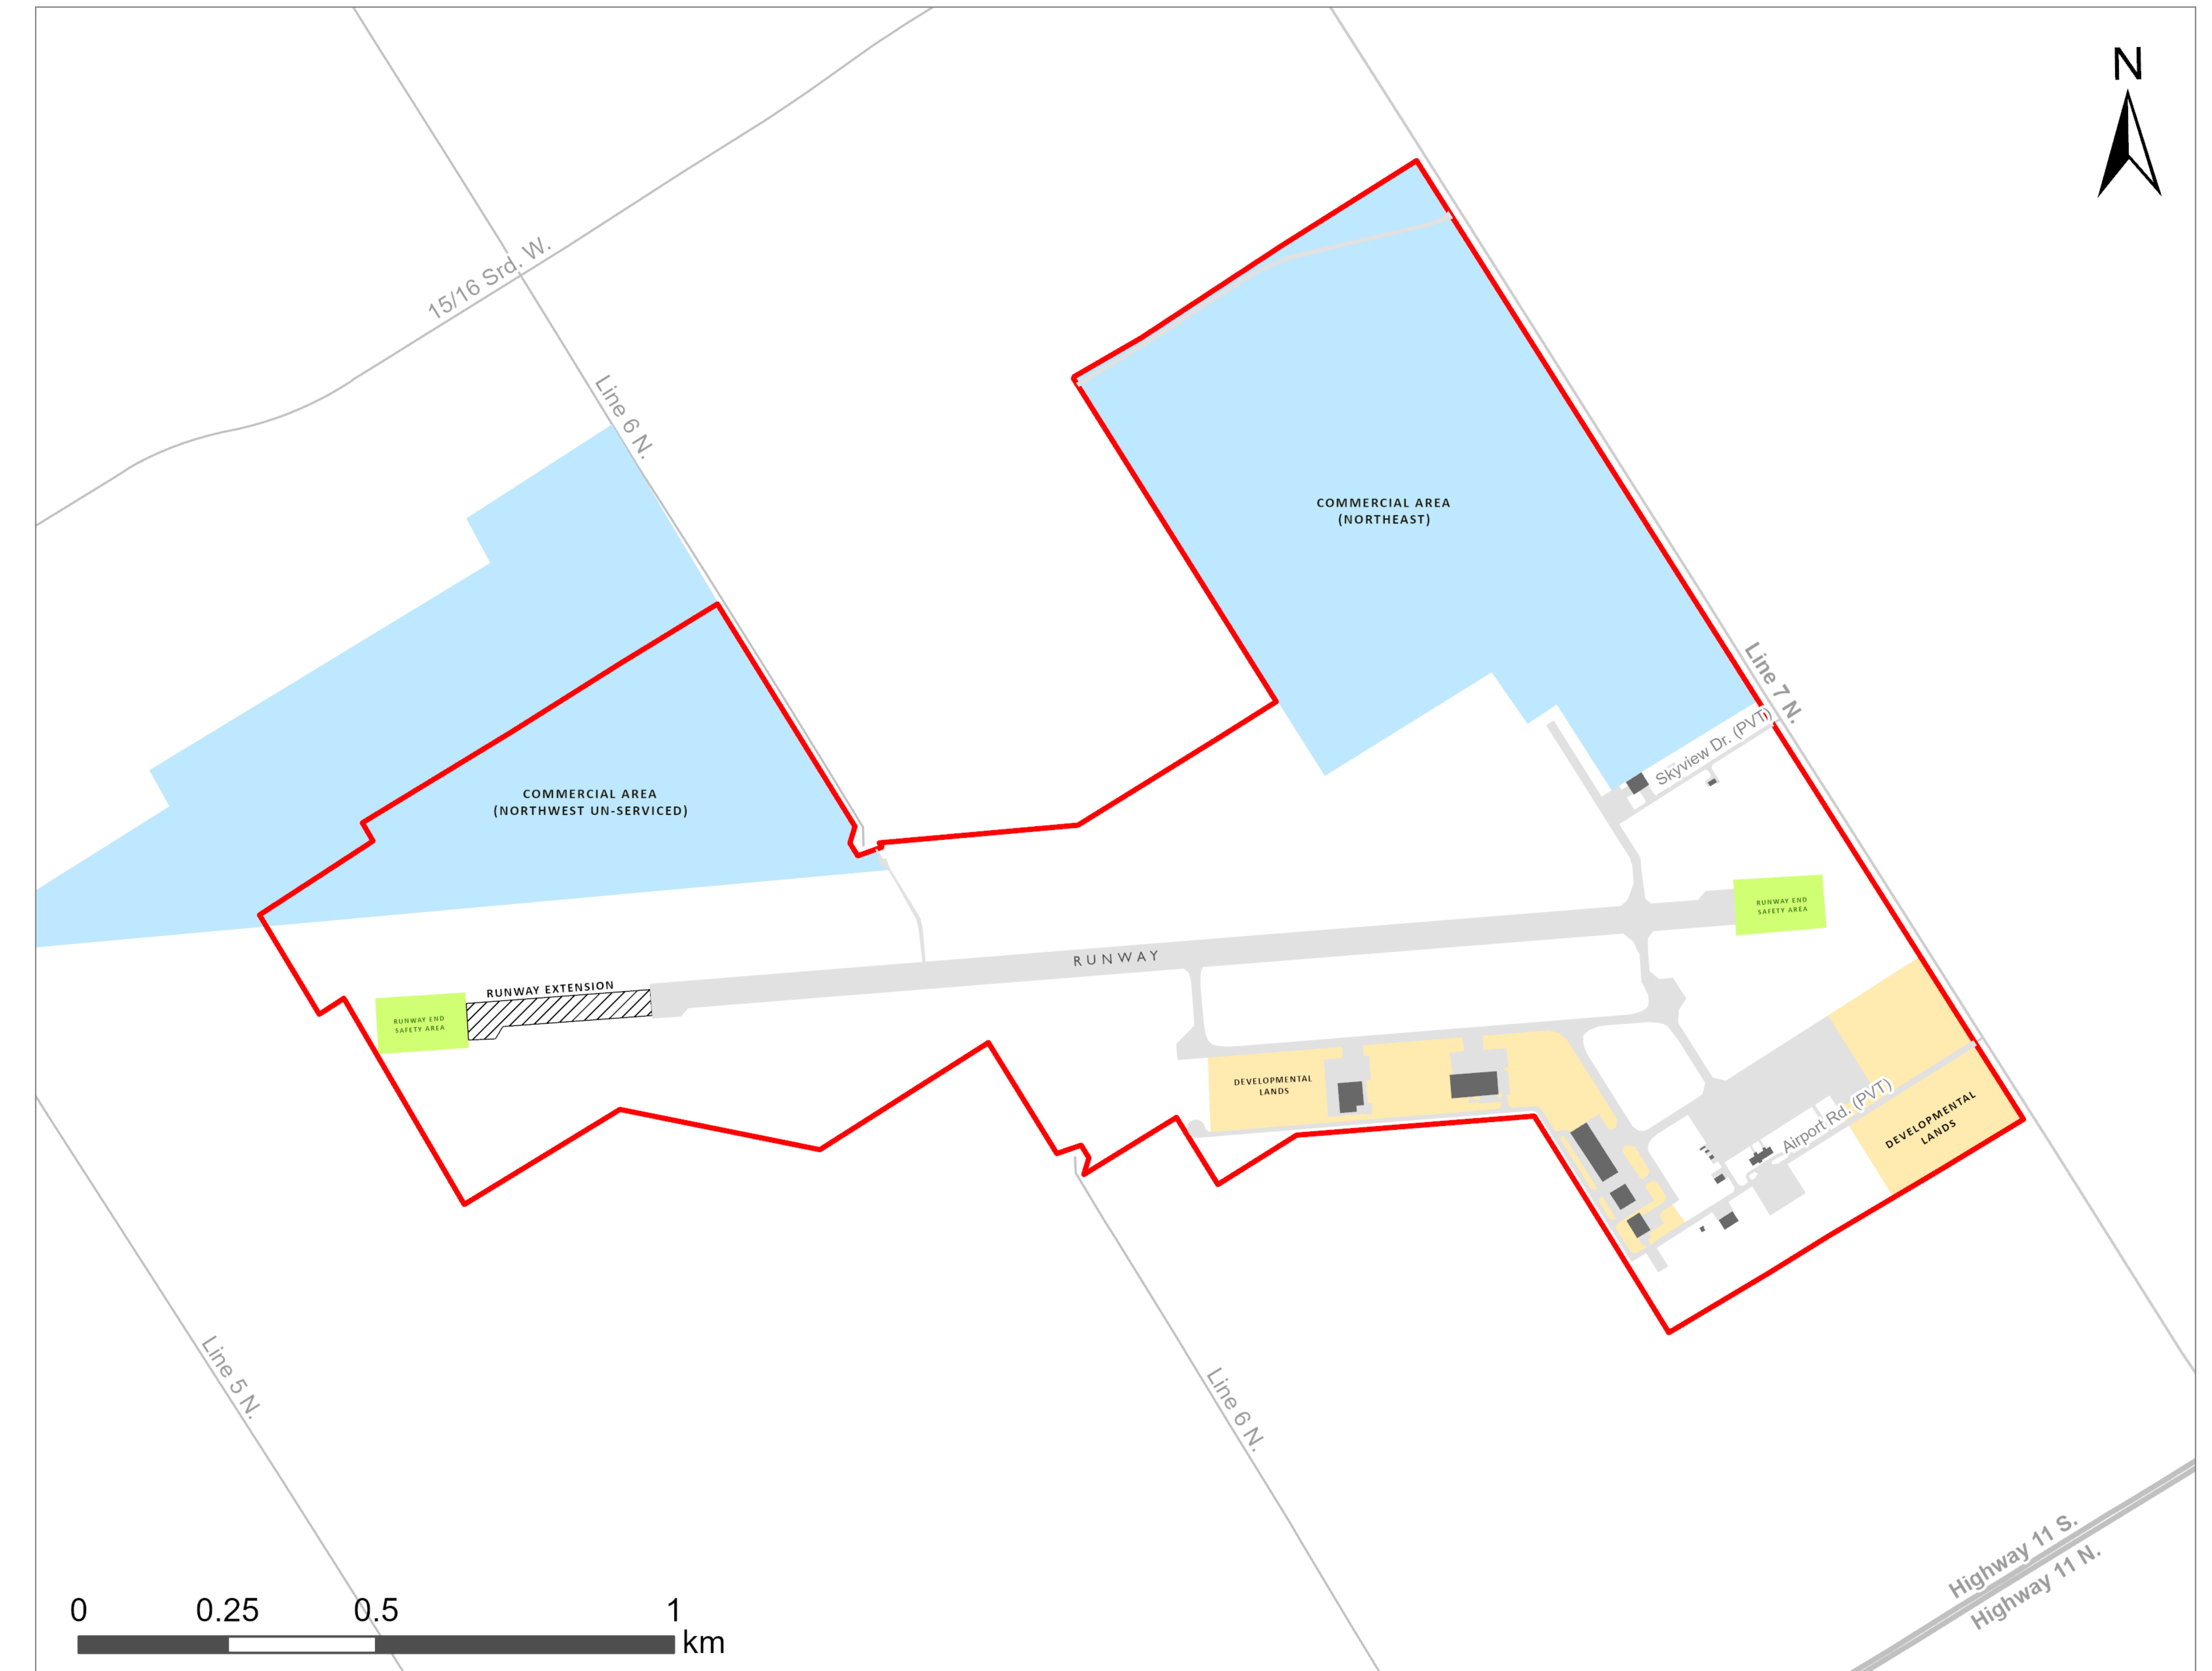 N
15/16 Srd. W.
Line 6 N.
COMMERCIAL AREA
(NORTHEAST)
Line 7 N.
Skyview Dr. (PVT)
COMMERCIAL AREA
(NORTHWEST UN-SERVICED)
RUNWAY END
SAFETY AREA
RUNWAY
RUNWAY EXTENSION
RUNWAY END
SAFETY AREA
DEVELOPMENTAL
LANDS
Airport Rd. (PVT)
DEVELOPMENTAL
LANDS
Line 5 N.
Line 6 N.
Highway 11 S.
Highway 11 N.
0 0.25 0.5 1
km